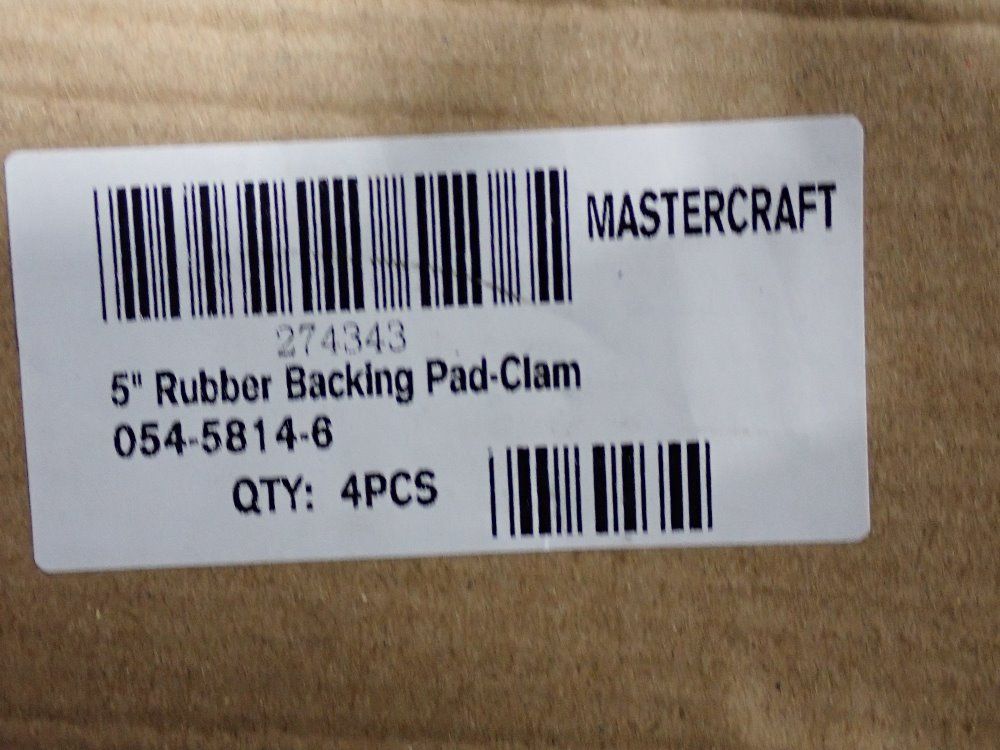 MASTERCRAFT
274343
5" Rubber Backing Pad-Clam
054-5814-6
QTY: 4PCS